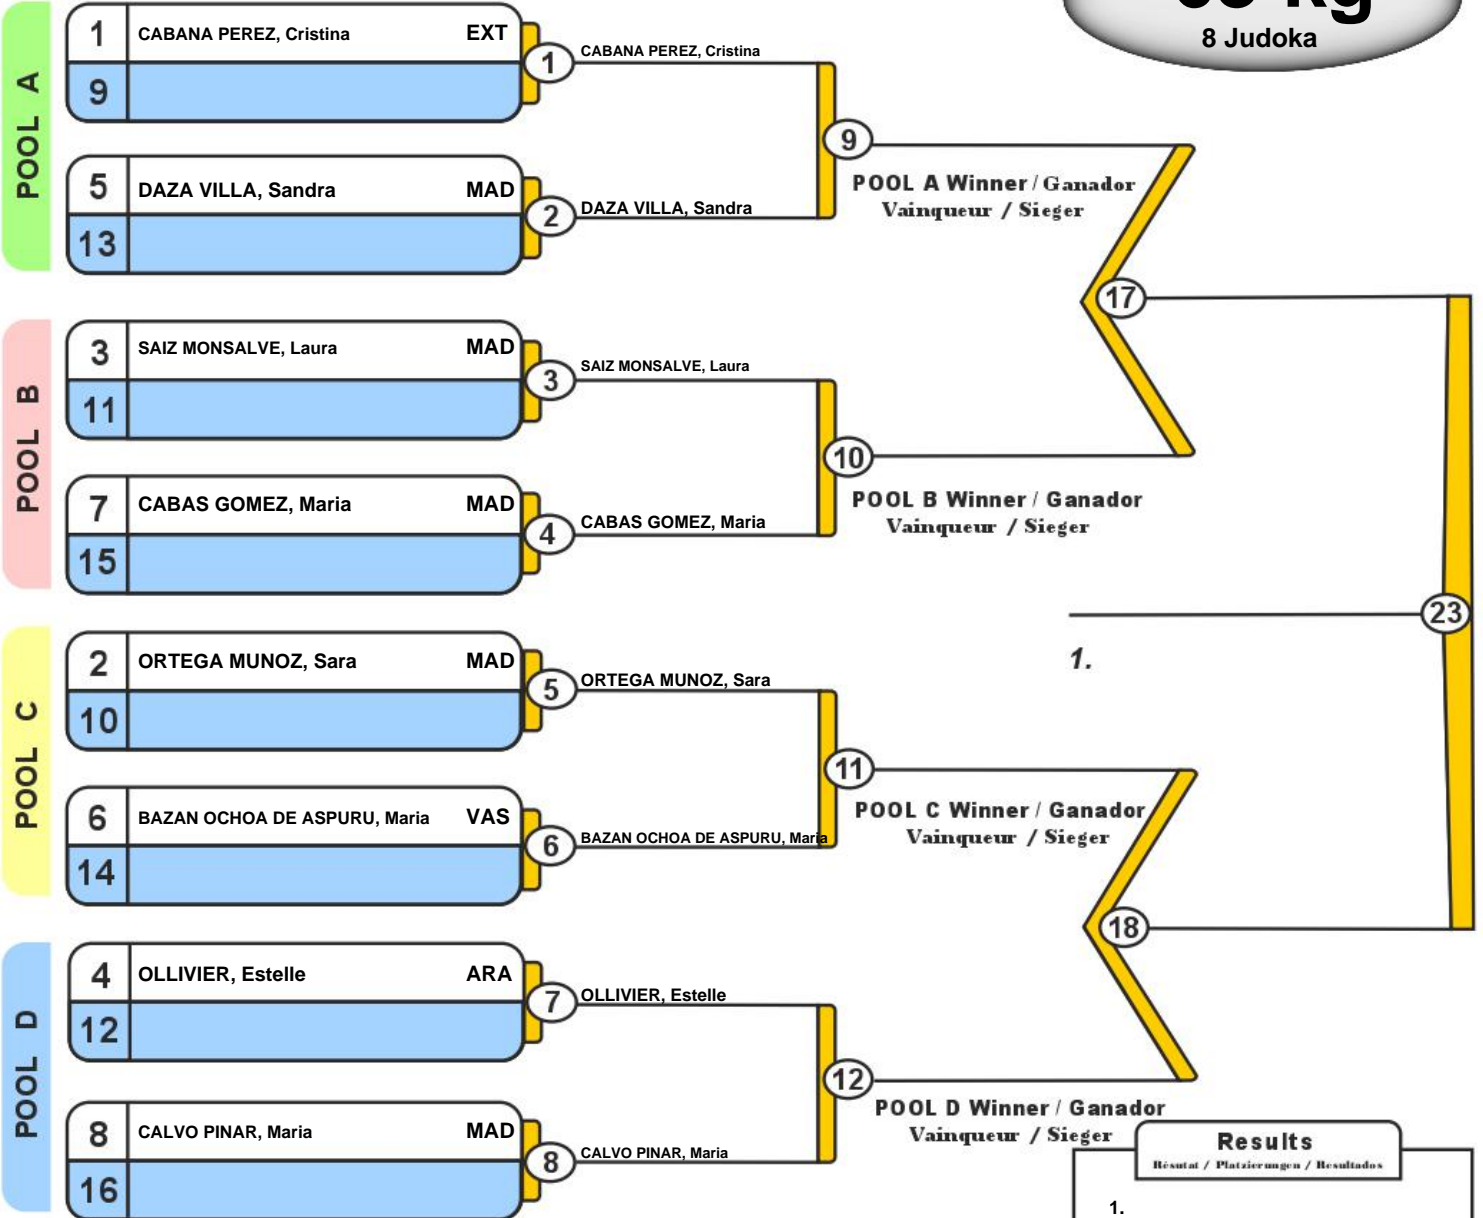 8 Judoka
POOL A
1 CABANA PEREZ, Cristina EXT
9
1
CABANA PEREZ, Cristina
5 DAZA VILLA, Sandra MAD
13
2
DAZA VILLA, Sandra
9
POOL A Winner / Ganador
Vainqueur / Sieger
POOL B
3 SAIZ MONSALVE, Laura MAD
11
3
SAIZ MONSALVE, Laura
7 CABAS GOMEZ, Maria MAD
15
4
CABAS GOMEZ, Maria
10
POOL B Winner / Ganador
Vainqueur / Sieger
17
POOL C
2 ORTEGA MUNOZ, Sara MAD
10
5
ORTEGA MUNOZ, Sara
6 BAZAN OCHOA DE ASPURU, Maria VAS
14
6
BAZAN OCHOA DE ASPURU, Maria
11
POOL C Winner / Ganador
Vainqueur / Sieger
POOL D
4 OLLIVIER, Estelle ARA
12
7
OLLIVIER, Estelle
8 CALVO PINAR, Maria MAD
16
8
CALVO PINAR, Maria
12
POOL D Winner / Ganador
Vainqueur / Sieger
18
23
1.
Results
Résutat / Platzierungen / Resultados
1.